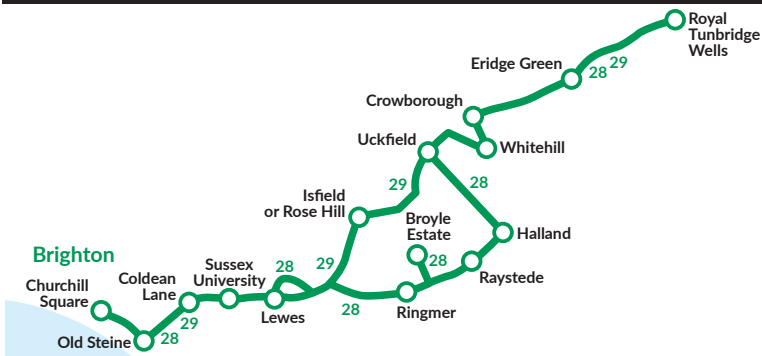 Royal
Tunbridge
Wells
Eridge Green
28
29
Crowborough
Uckfield
Whitehill
29
28
Isfield
or Rose Hill
Broyle
Estate
Halland
28
Raystede
Brighton
Churchill
Square
Coldean
Lane
Sussex
University
28
29
Lewes
28
Ringmer
29
28
Old Steine